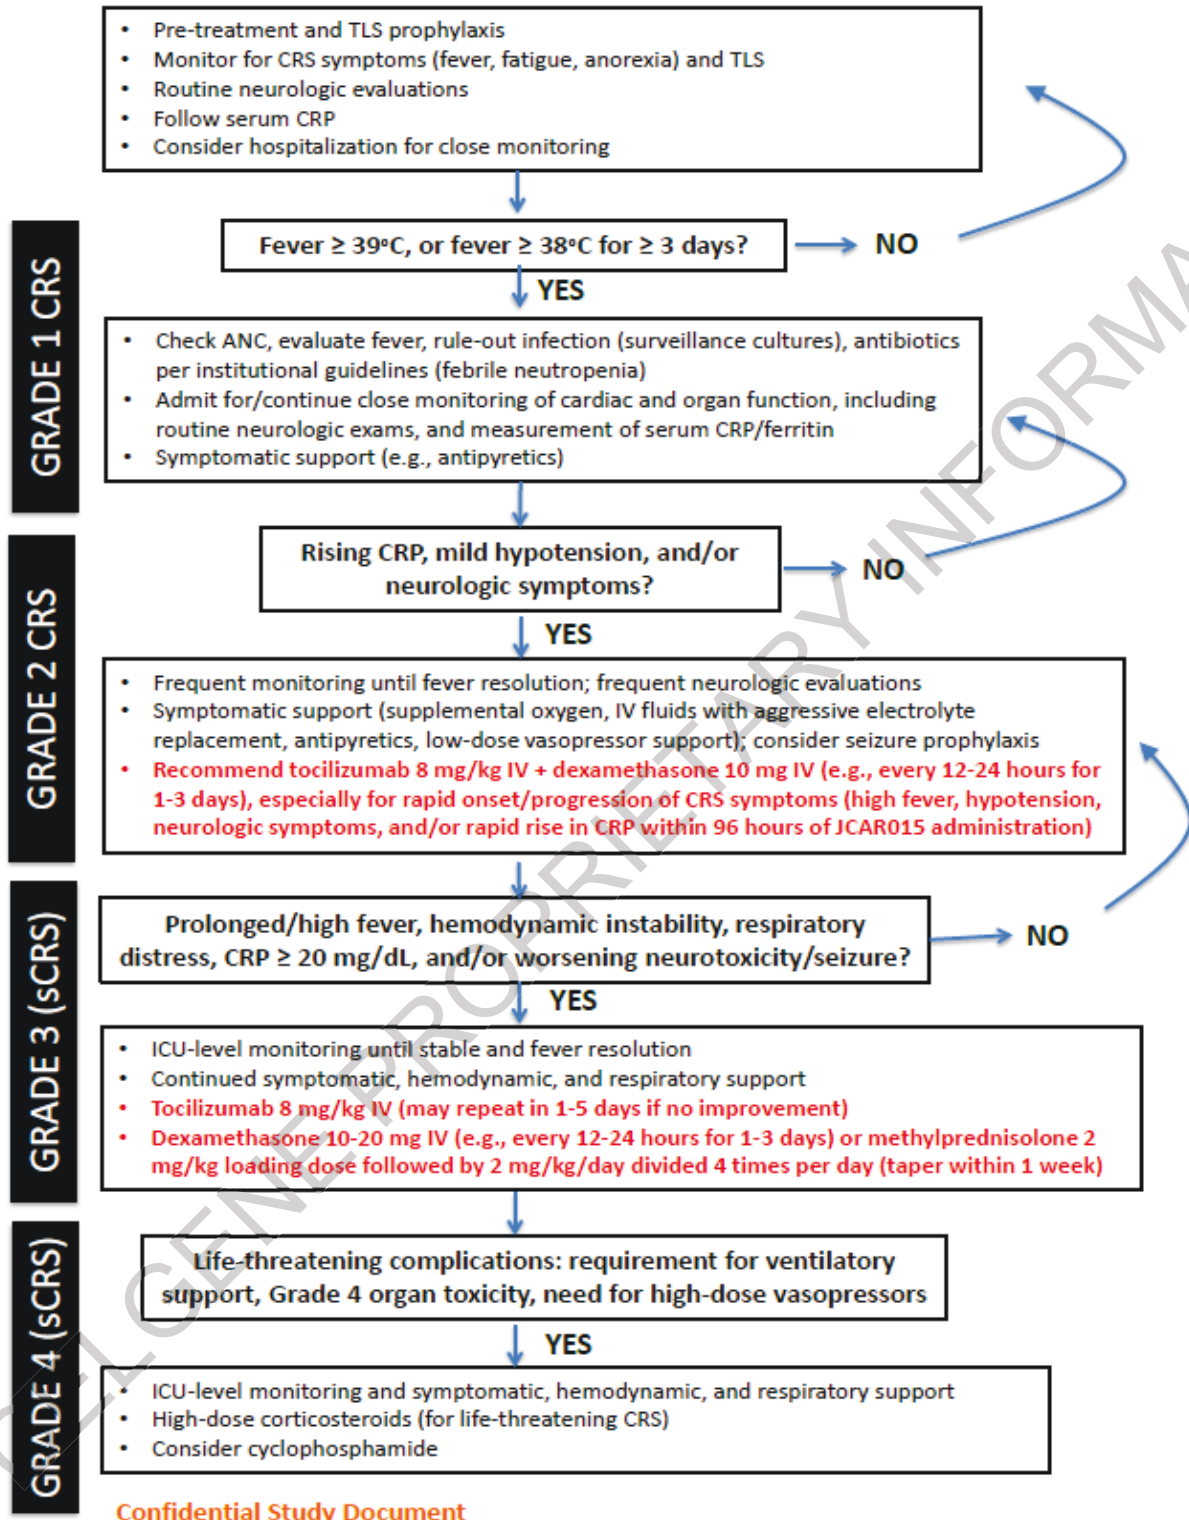 • Pre-treatment and TLS prophylaxis
• Monitor for CRS symptoms (fever, fatigue, anorexia) and TLS
• Routine neurologic evaluations
• Follow serum CRP
• Consider hospitalization for close monitoring
GRADE 1 CRS
Fever ≥ 39°C, or fever ≥ 38°C for ≥ 3 days?
NO
YES
• Check ANC, evaluate fever, rule-out infection (surveillance cultures), antibiotics
per institutional guidelines (febrile neutropenia)
• Admit for/continue close monitoring of cardiac and organ function, including
routine neurologic exams, and measurement of serum CRP/ferritin
• Symptomatic support (e.g., antipyretics)
GRADE 2 CRS
Rising CRP, mild hypotension, and/or
neurologic symptoms?
NO
YES
• Frequent monitoring until fever resolution; frequent neurologic evaluations
• Symptomatic support (supplemental oxygen, IV fluids with aggressive electrolyte
replacement, antipyretics, low-dose vasopressor support); consider seizure prophylaxis
• Recommend tocilizumab 8 mg/kg IV + dexamethasone 10 mg IV (e.g., every 12-24 hours for
1-3 days), especially for rapid onset/progression of CRS symptoms (high fever, hypotension,
neurologic symptoms, and/or rapid rise in CRP within 96 hours of JCAR015 administration)
GRADE 3 (sCRS)
Prolonged/high fever, hemodynamic instability, respiratory
distress, CRP ≥ 20 mg/dL, and/or worsening neurotoxicity/seizure?
NO
YES
• ICU-level monitoring until stable and fever resolution
• Continued symptomatic, hemodynamic, and respiratory support
• Tocilizumab 8 mg/kg IV (may repeat in 1-5 days if no improvement)
• Dexamethasone 10-20 mg IV (e.g., every 12-24 hours for 1-3 days) or methylprednisolone 2
mg/kg loading dose followed by 2 mg/kg/day divided 4 times per day (taper within 1 week)
GRADE 4 (sCRS)
Life-threatening complications: requirement for ventilatory
support, Grade 4 organ toxicity, need for high-dose vasopressors
YES
• ICU-level monitoring and symptomatic, hemodynamic, and respiratory support
• High-dose corticosteroids (for life-threatening CRS)
• Consider cyclophosphamide
Confidential Study Document
PROPRIETARY